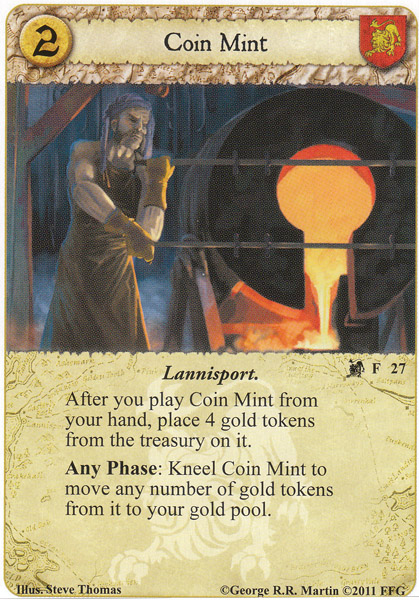 2
Coin Mint
Lannisport.
F 27
After you play Coin Mint from
your hand, place 4 gold tokens
from the treasury on it.
Any Phase: Kneel Coin Mint to
move any number of gold tokens
from it to your gold pool.
Illus. Steve Thomas
©George R.R. Martin ©2011 FFG